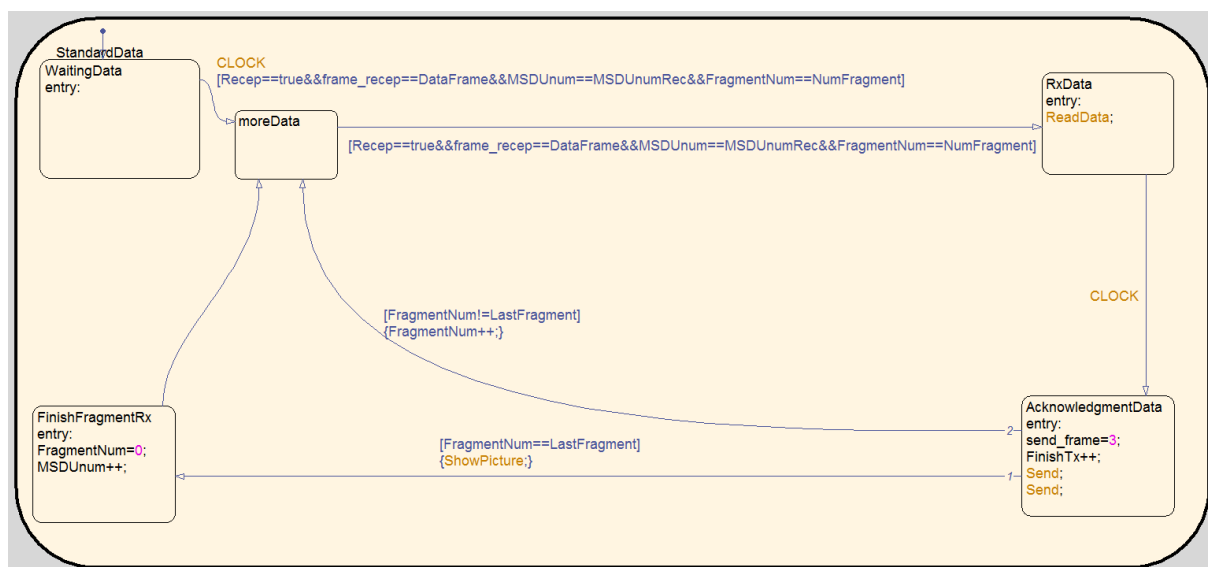 StandardData
WaitingData
entry:
CLOCK
[Recep==true&&frame_recep==DataFrame&&MSDUnum==MSDUnumRec&&FragmentNum==NumFragment]
moreData
RxData
entry:
ReadData;
[Recep==true&&frame_recep==DataFrame&&MSDUnum==MSDUnumRec&&FragmentNum==NumFragment]
CLOCK
[FragmentNum!=LastFragment]
{FragmentNum++;}
FinishFragmentRx
entry:
FragmentNum=0;
MSDUnum++;
[FragmentNum==LastFragment]
{ShowPicture;}
2
1
AcknowledgmentData
entry:
send_frame=3;
FinishTx++;
Send;
Send;